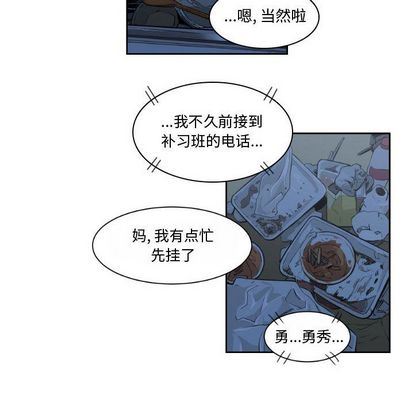 ...嗯, 当然啦
...我不久前接到
补习班的电话...
妈, 我有点忙
先挂了
勇...勇秀...